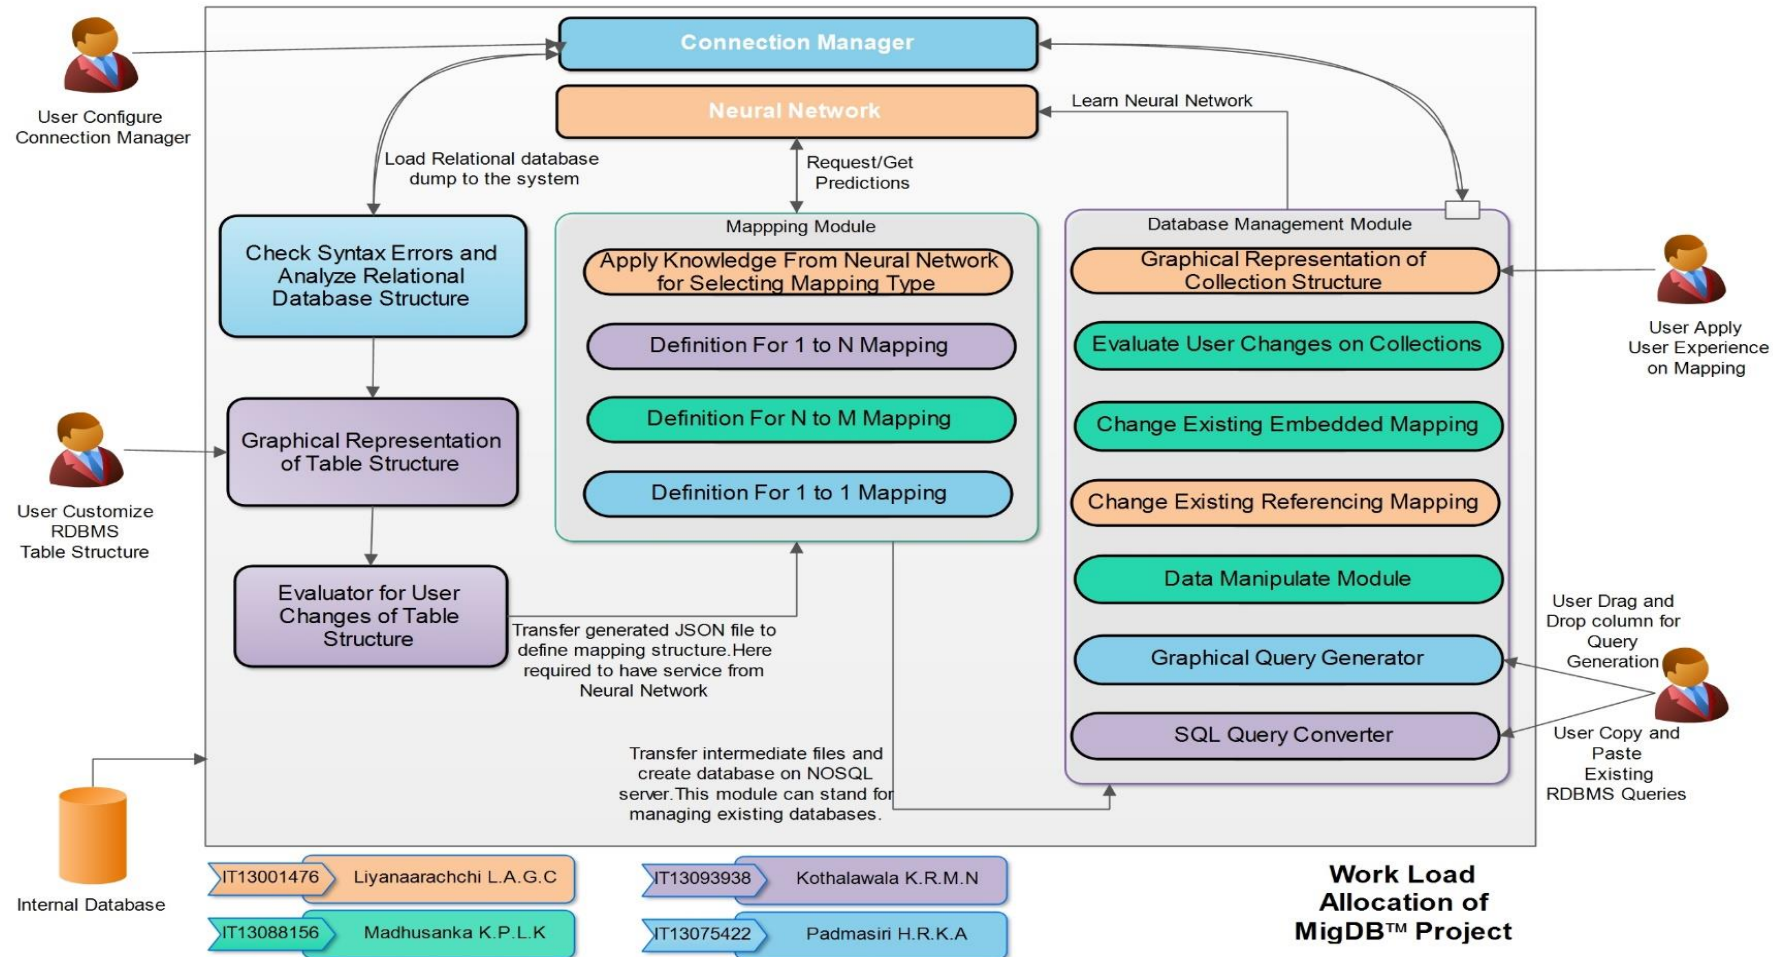 Connection Manager
User Configure
Connection Manager
Neural Network
Learn Neural Network
Load Relational database
dump to the system
Request/Get
Predictions
Check Syntax Errors and
Analyze Relational
Database Structure
Graphical Representation
of Table Structure
User Customize
RDBMS
Table Structure
Evaluator for User
Changes of Table
Structure
Transfer generated JSON file to
define mapping structure.Here
required to have service from
Neural Network
Mappping Module
Apply Knowledge From Neural Network
for Selecting Mapping Type
Definition For 1 to N Mapping
Definition For N to M Mapping
Definition For 1 to 1 Mapping
Transfer intermediate files and
create database on NOSQL
server.This module can stand for
managing existing databases.
Database Management Module
Graphical Representation of
Collection Structure
Evaluate User Changes on Collections
Change Existing Embedded Mapping
Change Existing Referencing Mapping
Data Manipulate Module
Graphical Query Generator
SQL Query Converter
User Apply
User Experience
on Mapping
User Drag and
Drop column for
Query
Generation
User Copy and
Paste
Existing
RDBMS Queries
Internal Database
IT13001476
Liyanaarachchi L.A.G.C
IT13093938
Kothalawala K.R.M.N
IT13088156
Madhusanka K.P.L.K
IT13075422
Padmasiri H.R.K.A
Work Load
Allocation of
MigDB™ Project